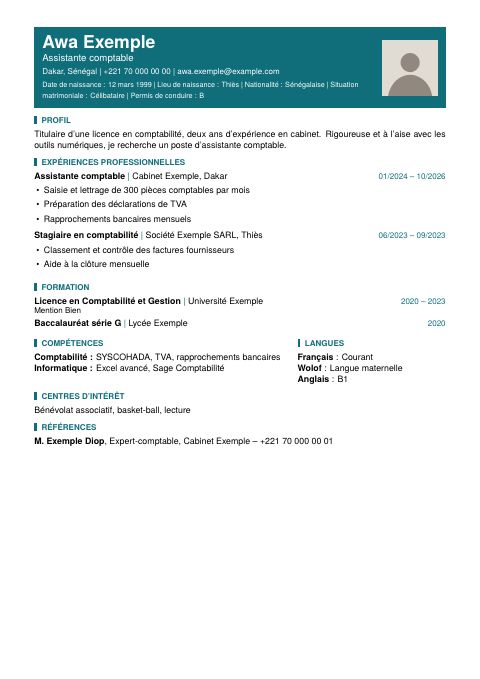 Awa Exemple
Assistante comptable
Dakar, Sénégal | +221 70 000 00 00 | awa.exemple@example.com
Date de naissance : 12 mars 1999 | Lieu de naissance : Thiès | Nationalité : Sénégalaise | Situation
matrimoniale : Célibataire | Permis de conduire : B
PROFIL
Titulaire d’une licence en comptabilité, deux ans d’expérience en cabinet. Rigoureuse et à l’aise avec les
outils numériques, je recherche un poste d’assistante comptable.
EXPÉRIENCES PROFESSIONNELLES
Assistante comptable | Cabinet Exemple, Dakar 01/2024 – 10/2026
• Saisie et lettrage de 300 pièces comptables par mois
• Préparation des déclarations de TVA
• Rapprochements bancaires mensuels
Stagiaire en comptabilité | Société Exemple SARL, Thiès 06/2023 – 09/2023
• Classement et contrôle des factures fournisseurs
• Aide à la clôture mensuelle
FORMATION
Licence en Comptabilité et Gestion | Université Exemple 2020 – 2023
Mention Bien
Baccalauréat série G | Lycée Exemple 2020
COMPÉTENCES
Comptabilité : SYSCOHADA, TVA, rapprochements bancaires
Informatique : Excel avancé, Sage Comptabilité
LANGUES
Français : Courant
Wolof : Langue maternelle
Anglais : B1
CENTRES D’INTÉRÊT
Bénévolat associatif, basket-ball, lecture
RÉFÉRENCES
M. Exemple Diop, Expert-comptable, Cabinet Exemple – +221 70 000 00 01